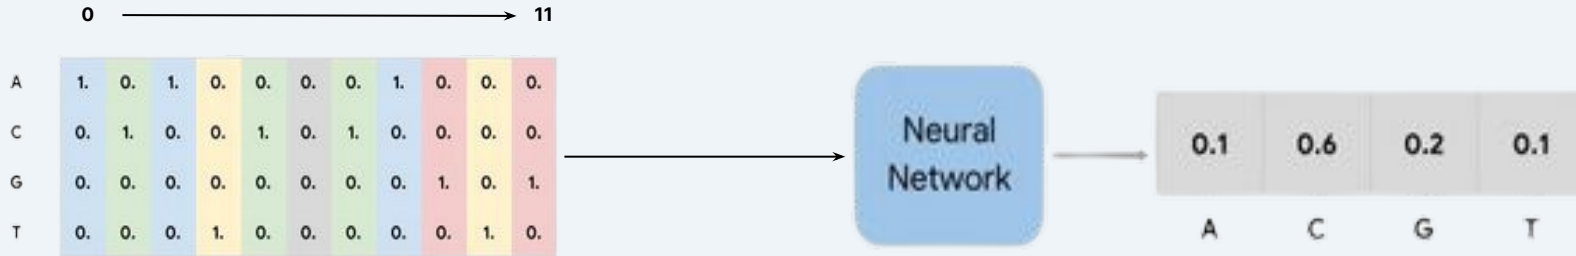 0 11
A 1. 0. 1. 0. 0. 0. 0. 1. 0. 0. 0.
C 0. 1. 0. 0. 1. 0. 1. 0. 0. 0. 0.
G 0. 0. 0. 0. 0. 0. 0. 0. 1. 0. 1.
T 0. 0. 0. 1. 0. 0. 0. 0. 0. 1. 0.
Neural
Network
0.1 0.6 0.2 0.1
A C G T